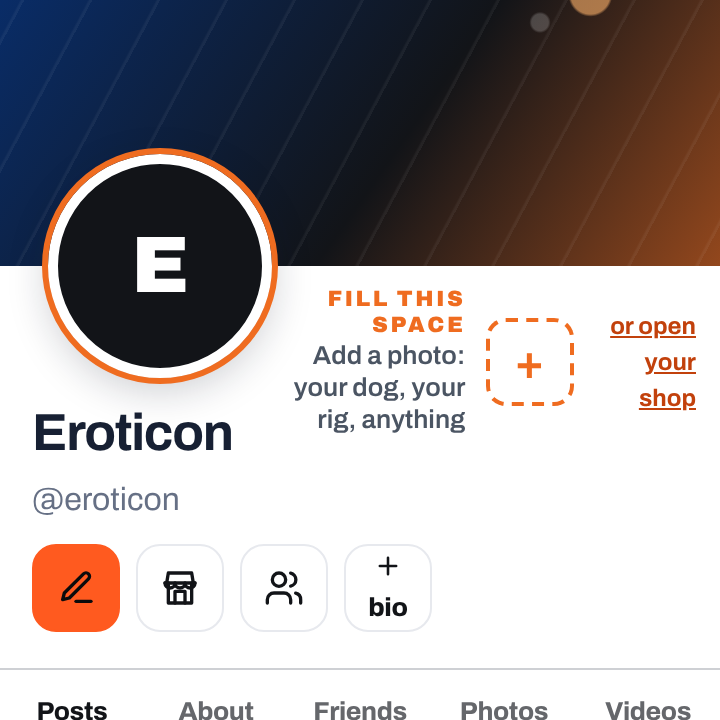 E
FILL THIS
SPACE
Add a photo:
your dog, your
rig, anything
+
or open
your
shop
Eroticon
@eroticon
+
bio
Posts About Friends Photos Videos